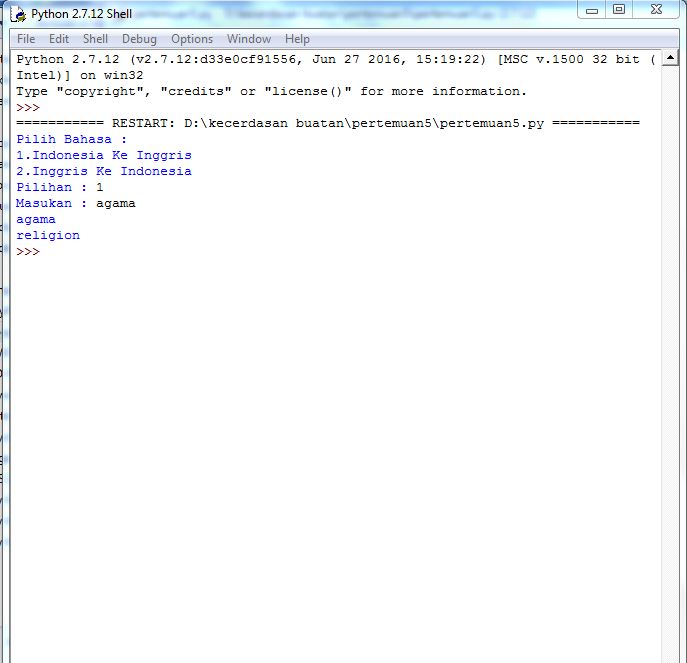 Python 2.7.12 Shell
File Edit Shell Debug Options Window Help
Python 2.7.12 (v2.7.12:d33e0cf91556, Jun 27 2016, 15:19:22) [MSC v.1500 32 bit (
Intel)] on win32
Type "copyright", "credits" or "license()" for more information.
>>>
=========== RESTART: D:\kecerdasan buatan\pertemuan5\pertemuan5.py ===========
Pilih Bahasa :
1.Indonesia Ke Inggris
2.Inggris Ke Indonesia
Pilihan : 1
Masukan : agama
agama
religion
>>>